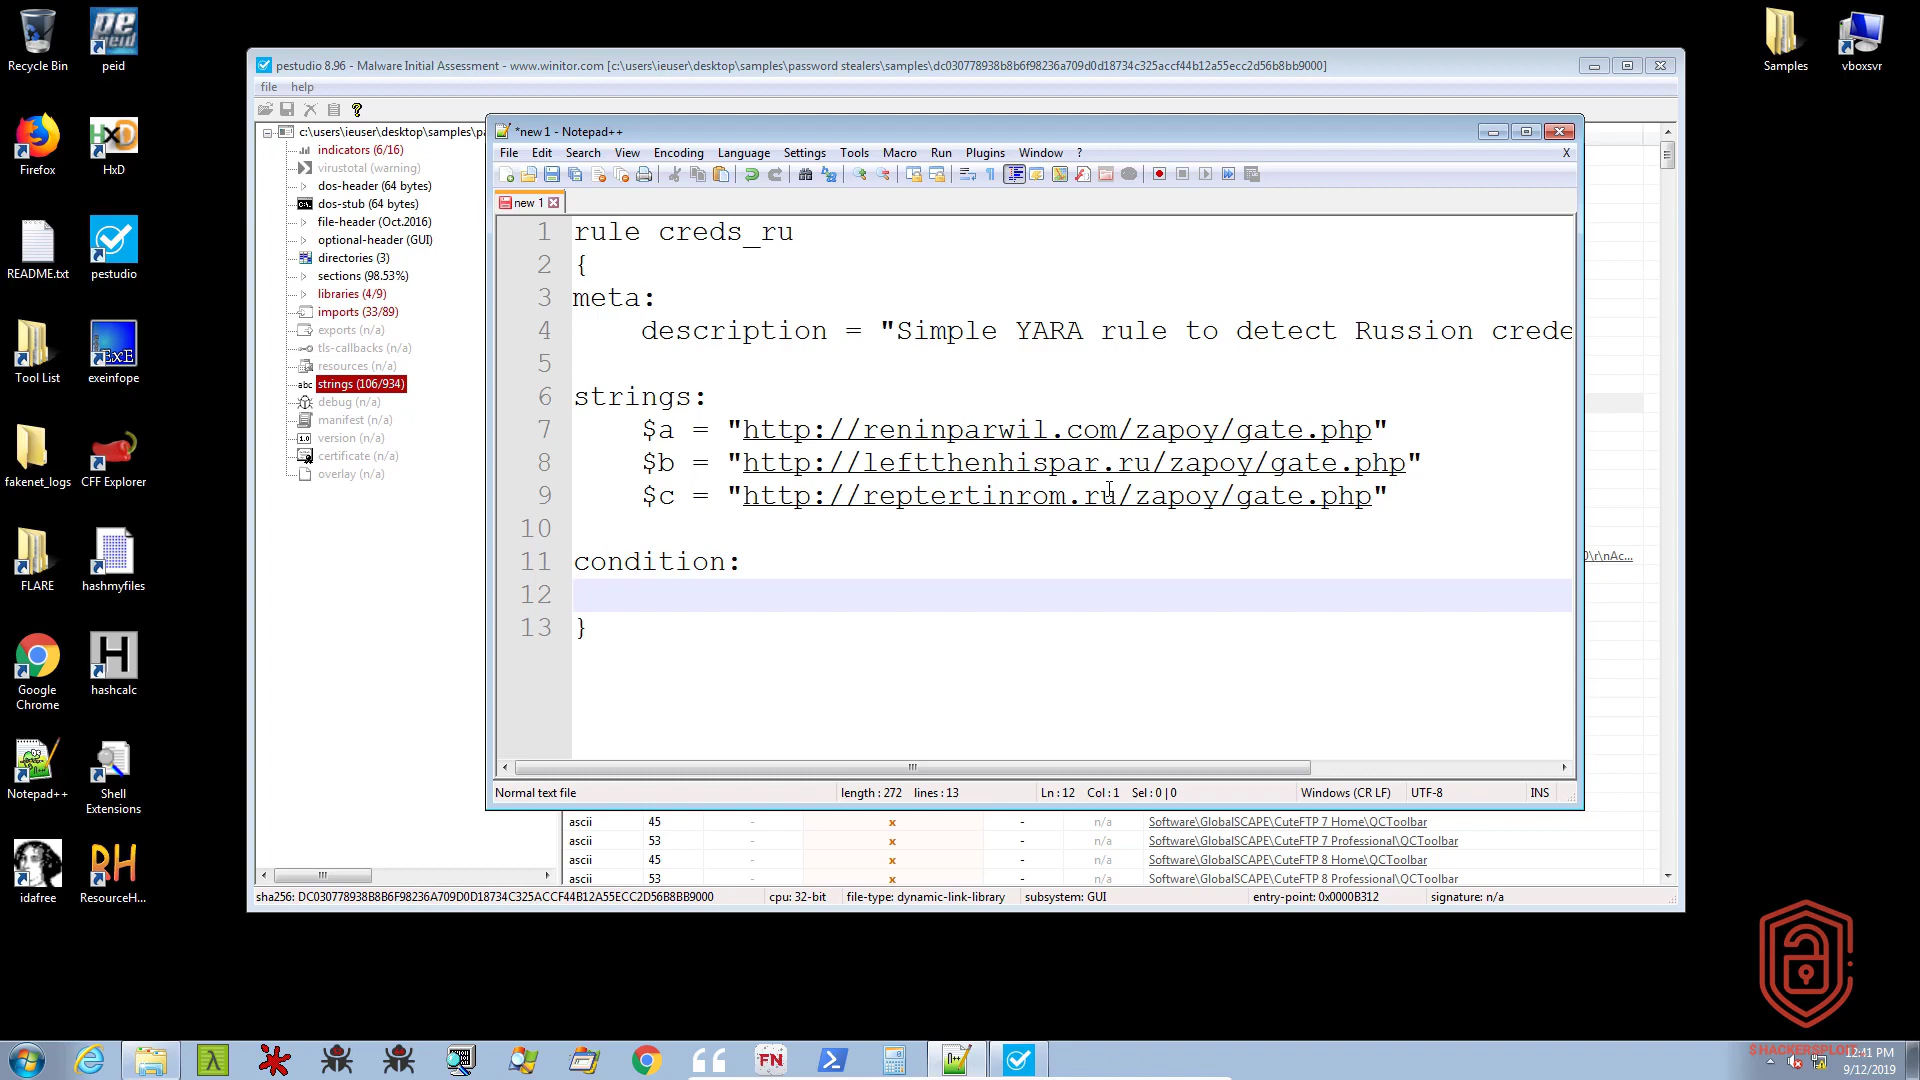 Recycle Bin
peid
Samples
vboxsvr
pestudio 8.96 - Malware Initial Assessment - www.winitor.com [c:\users\ieuser\desktop\samples\password stealers\samples\dc030778938b8b6f98236a709d0d18734c325accf44b12a55ecc2d56b8bb9000]
file help
c:\users\ieuser\desktop\samples\pa
indicators (6/16)
virustotal (warning)
dos-header (64 bytes)
dos-stub (64 bytes)
file-header (Oct.2016)
optional-header (GUI)
directories (3)
sections (98.53%)
libraries (4/9)
imports (33/89)
exports (n/a)
tls-callbacks (n/a)
resources (n/a)
abc strings (106/934)
debug (n/a)
manifest (n/a)
1.0 version (n/a)
certificate (n/a)
overlay (n/a)
*new 1 - Notepad++
File Edit Search View Encoding Language Settings Tools Macro Run Plugins Window ? X
new 1
1 rule creds_ru
2 {
3 meta:
4 description = "Simple YARA rule to detect Russion crede
5
6 strings:
7 $a = "http://reninparwil.com/zapoy/gate.php"
8 $b = "http://leftthenhispar.ru/zapoy/gate.php"
9 $c = "http://reptertinrom.ru/zapoy/gate.php"
10
11 condition:
12
13 }
0\r\nAc...
Normal text file length : 272 lines : 13 Ln : 12 Col : 1 Sel : 0 | 0 Windows (CR LF) UTF-8 INS
ascii 45 - x - n/a Software\GlobalSCAPE\CuteFTP 7 Home\QCToolbar
ascii 53 - x - n/a Software\GlobalSCAPE\CuteFTP 7 Professional\QCToolbar
ascii 45 - x - n/a Software\GlobalSCAPE\CuteFTP 8 Home\QCToolbar
ascii 53 - x - n/a Software\GlobalSCAPE\CuteFTP 8 Professional\QCToolbar
sha256: DC030778938B8B6F98236A709D0D18734C325ACCF44B12A55ECC2D56B8BB9000 cpu: 32-bit file-type: dynamic-link-library subsystem: GUI entry-point: 0x0000B312 signature: n/a
Firefox
HxD
README.txt
pestudio
Tool List
exeinfope
fakenet_logs
CFF Explorer
FLARE
hashmyfiles
Google Chrome
hashcalc
Notepad++
Shell Extensions
idafree
ResourceH...
FN
12:41 PM
9/12/2019